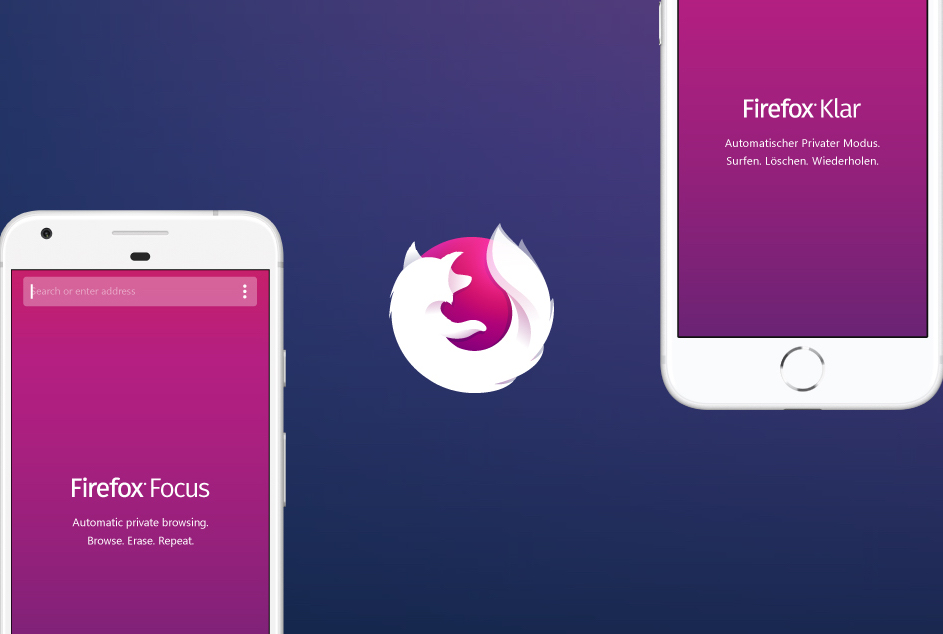 Firefox Klar
Automatischer Privater Modus.
Surfen. Löschen. Wiederholen.
Search or enter address
Firefox Focus
Automatic private browsing.
Browse. Erase. Repeat.